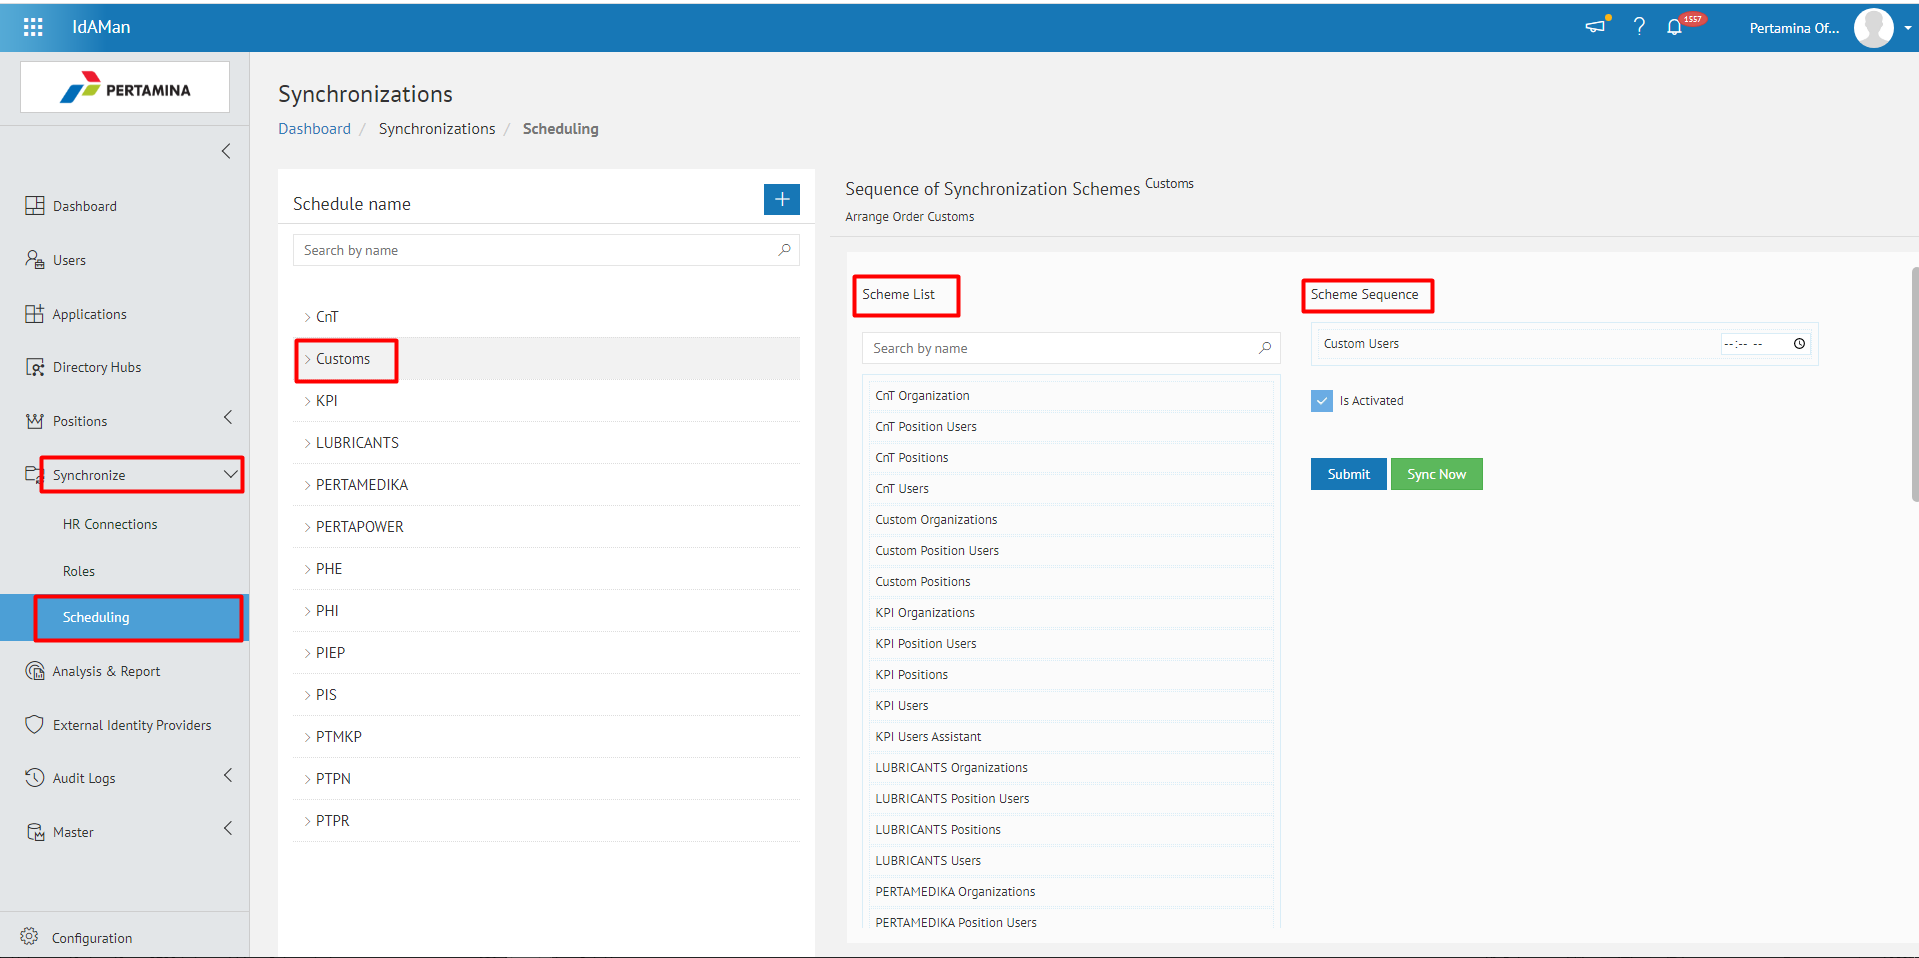 IdAMan
1557
Pertamina Of...
PERTAMINA
Dashboard
Users
Applications
Directory Hubs
Positions
Synchronize
HR Connections
Roles
Scheduling
Analysis & Report
External Identity Providers
Audit Logs
Master
Configuration
Synchronizations
Dashboard / Synchronizations / Scheduling
Schedule name
Search by name
CnT
Customs
KPI
LUBRICANTS
PERTAMEDIKA
PERTAPOWER
PHE
PHI
PIEP
PIS
PTMKP
PTPN
PTPR
Sequence of Synchronization Schemes Customs
Arrange Order Customs
Scheme List
Search by name
CnT Organization
CnT Position Users
CnT Positions
CnT Users
Custom Organizations
Custom Position Users
Custom Positions
KPI Organizations
KPI Position Users
KPI Positions
KPI Users
KPI Users Assistant
LUBRICANTS Organizations
LUBRICANTS Position Users
LUBRICANTS Positions
LUBRICANTS Users
PERTAMEDIKA Organizations
PERTAMEDIKA Position Users
Scheme Sequence
Custom Users --:-- --
Is Activated
Submit Sync Now